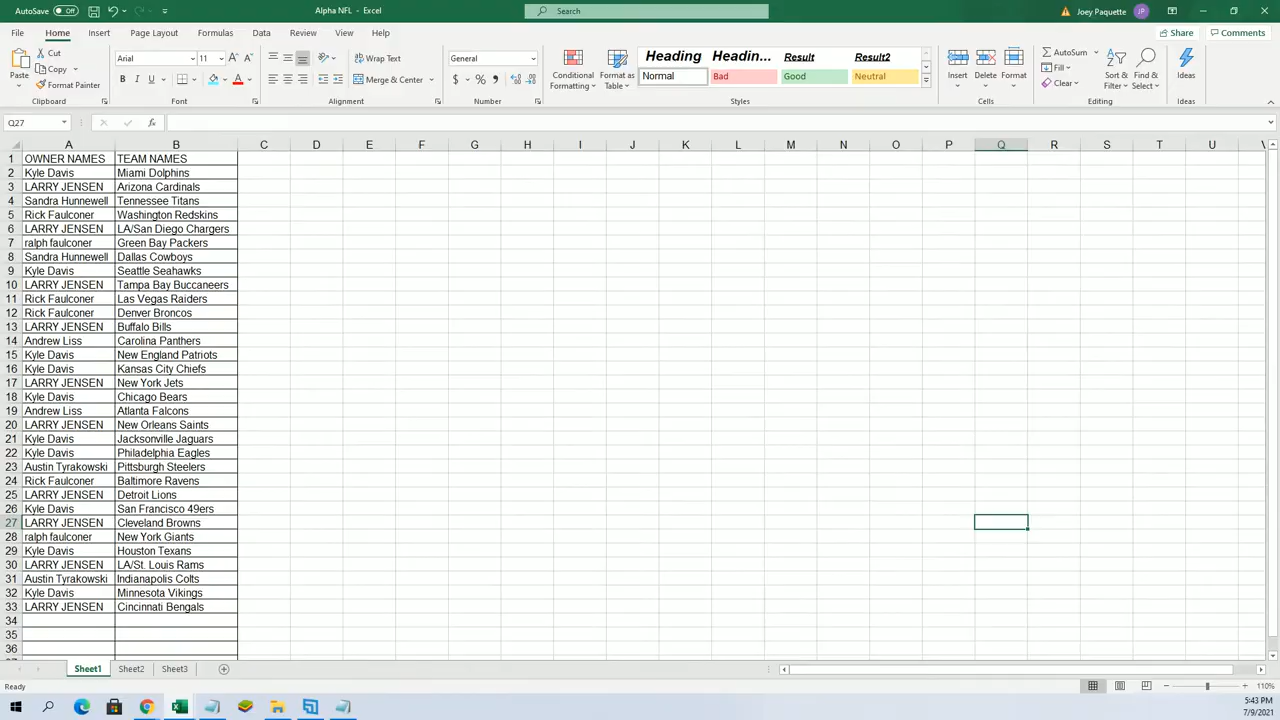 AutoSave Off
Alpha NFL - Excel
Search
Joey Paquette JP
File Home Insert Page Layout Formulas Data Review View Help
Share Comments
Paste
Cut
Copy
Format Painter
Clipboard
Arial 11
B I U
Font
Wrap Text
Merge & Center
Alignment
General
$ % ,
Number
Conditional Formatting
Format as Table
Heading Headin... Result Result2
Normal Bad Good Neutral
Styles
Insert Delete Format
Cells
AutoSum
Fill
Clear
Sort & Filter
Find & Select
Editing
Ideas
Ideas
Q27
fx
A B C D E F G H I J K L M N O P Q R S T U V
1 OWNER NAMES TEAM NAMES
2 Kyle Davis Miami Dolphins
3 LARRY JENSEN Arizona Cardinals
4 Sandra Hunnewell Tennessee Titans
5 Rick Faulconer Washington Redskins
6 LARRY JENSEN LA/San Diego Chargers
7 ralph faulconer Green Bay Packers
8 Sandra Hunnewell Dallas Cowboys
9 Kyle Davis Seattle Seahawks
10 LARRY JENSEN Tampa Bay Buccaneers
11 Rick Faulconer Las Vegas Raiders
12 Rick Faulconer Denver Broncos
13 LARRY JENSEN Buffalo Bills
14 Andrew Liss Carolina Panthers
15 Kyle Davis New England Patriots
16 Kyle Davis Kansas City Chiefs
17 LARRY JENSEN New York Jets
18 Kyle Davis Chicago Bears
19 Andrew Liss Atlanta Falcons
20 LARRY JENSEN New Orleans Saints
21 Kyle Davis Jacksonville Jaguars
22 Kyle Davis Philadelphia Eagles
23 Austin Tyrakowski Pittsburgh Steelers
24 Rick Faulconer Baltimore Ravens
25 LARRY JENSEN Detroit Lions
26 Kyle Davis San Francisco 49ers
27 LARRY JENSEN Cleveland Browns
28 ralph faulconer New York Giants
29 Kyle Davis Houston Texans
30 LARRY JENSEN LA/St. Louis Rams
31 Austin Tyrakowski Indianapolis Colts
32 Kyle Davis Minnesota Vikings
33 LARRY JENSEN Cincinnati Bengals
34
35
36
Sheet1 Sheet2 Sheet3
Ready
110%
5:43 PM
7/9/2021